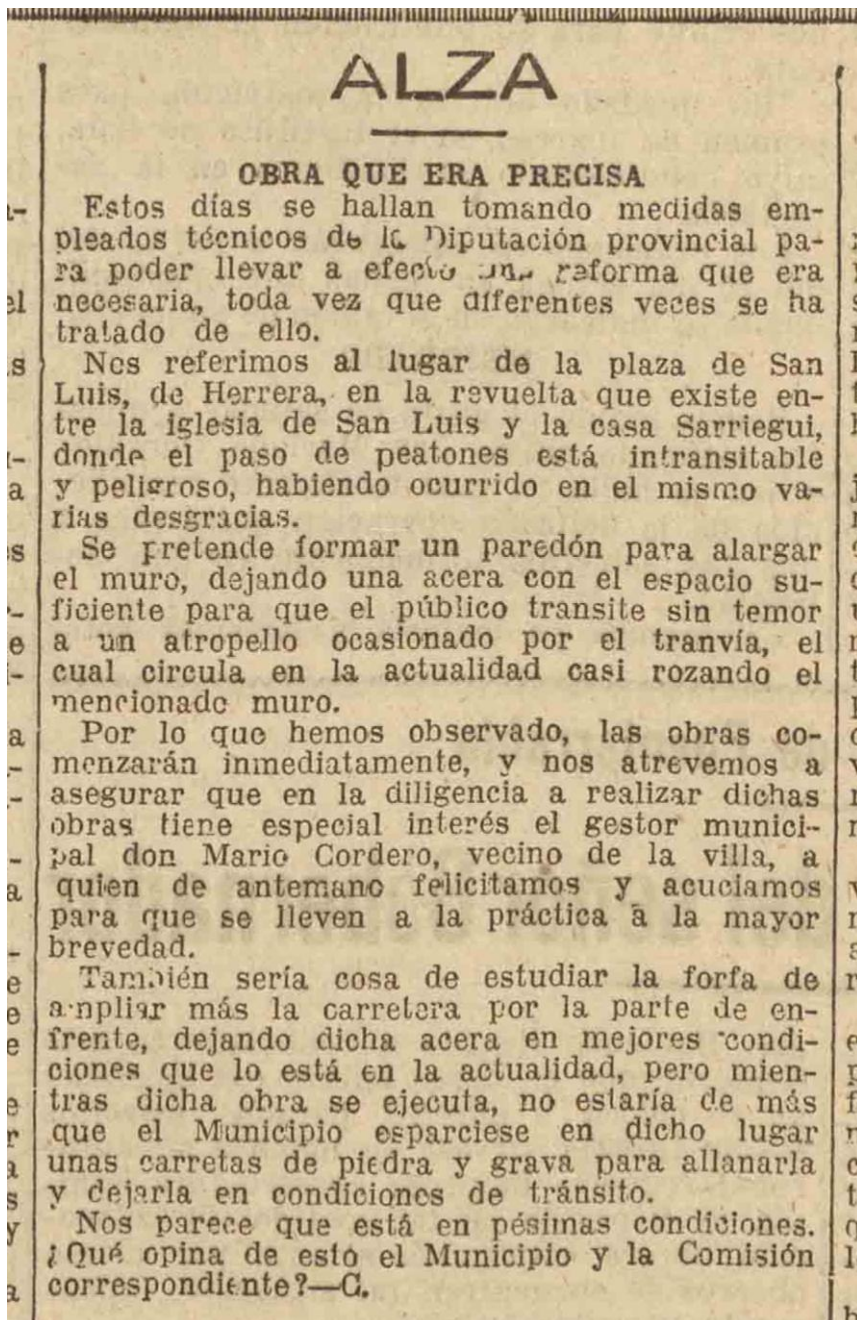 ALZA
OBRA QUE ERA PRECISA
Estos días se hallan tomando medidas em-
pleados técnicos de la Diputación provincial pa-
ra poder llevar a efecto una reforma que era
necesaria, toda vez que diferentes veces se ha
tratado de ello.
Nos referimos al lugar de la plaza de San
Luis, de Herrera, en la revuelta que existe en-
tre la iglesia de San Luis y la casa Sarriegui,
donde el paso de peatones está intransitable
y peligroso, habiendo ocurrido en el mismo va-
rias desgracias.
Se pretende formar un paredón para alargar
el muro, dejando una acera con el espacio su-
ficiente para que el público transite sin temor
a un atropello ocasionado por el tranvía, el
cual circula en la actualidad casi rozando el
mencionado muro.
Por lo que hemos observado, las obras co-
menzarán inmediatamente, y nos atrevemos a
asegurar que en la diligencia a realizar dichas
obras tiene especial interés el gestor munici-
pal don Mario Cordero, vecino de la villa, a
quien de antemano felicitamos y acuciamos
para que se lleven a la práctica a la mayor
brevedad.
También sería cosa de estudiar la forfa de
ampliar más la carretera por la parte de en-
frente, dejando dicha acera en mejores condi-
ciones que lo está en la actualidad, pero mien-
tras dicha obra se ejecuta, no estaría de más
que el Municipio esparciese en dicho lugar
unas carretas de piedra y grava para allanarla
y dejarla en condiciones de tránsito.
Nos parece que está en pésimas condiciones.
¿Qué opina de esto el Municipio y la Comisión
correspondiente?—C.